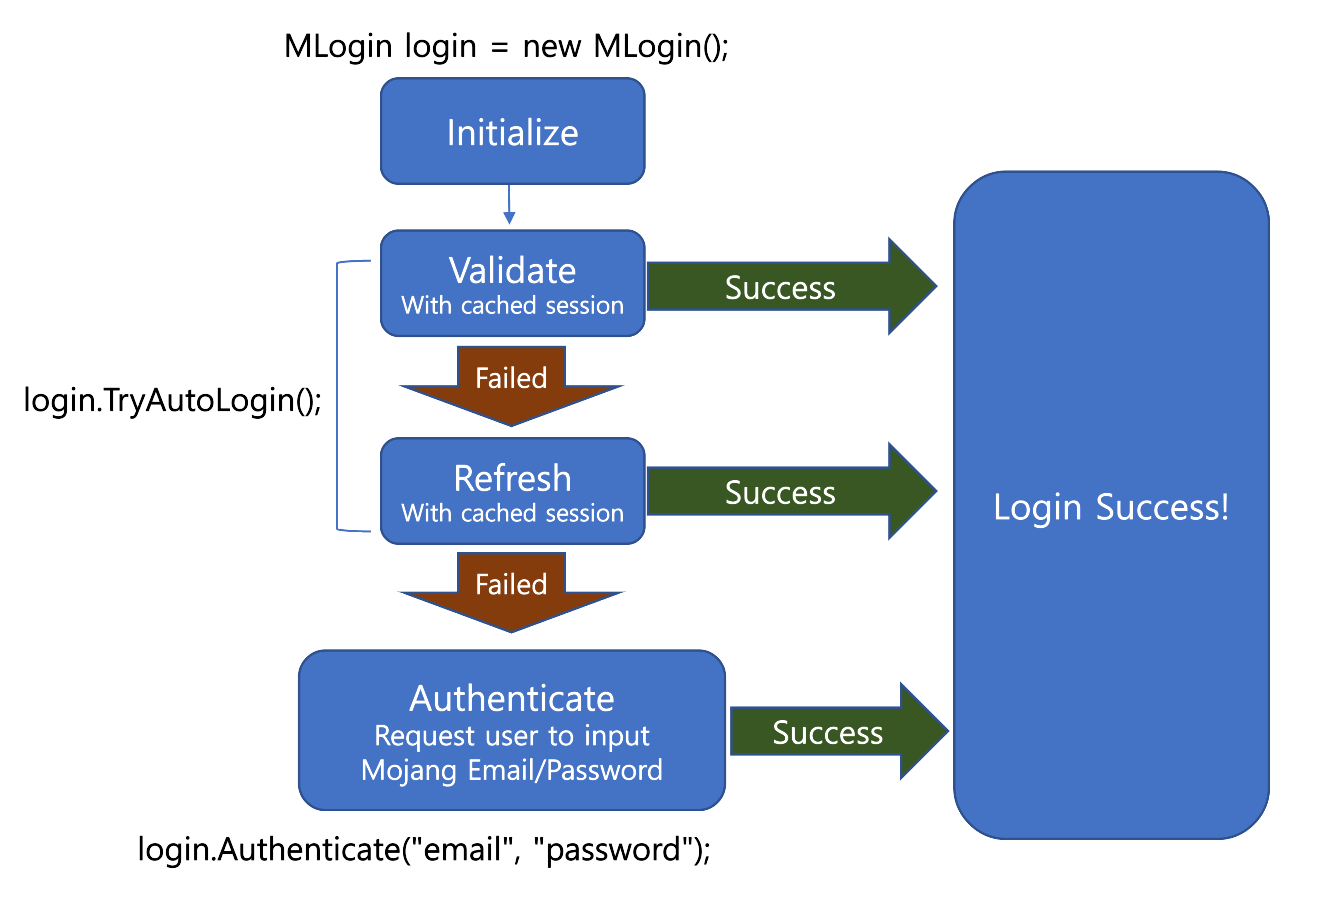 MLogin login = new MLogin();
Initialize
Validate
With cached session
Success
Failed
login.TryAutoLogin();
Refresh
With cached session
Success
Login Success!
Failed
Authenticate
Request user to input
Mojang Email/Password
Success
login.Authenticate("email", "password");